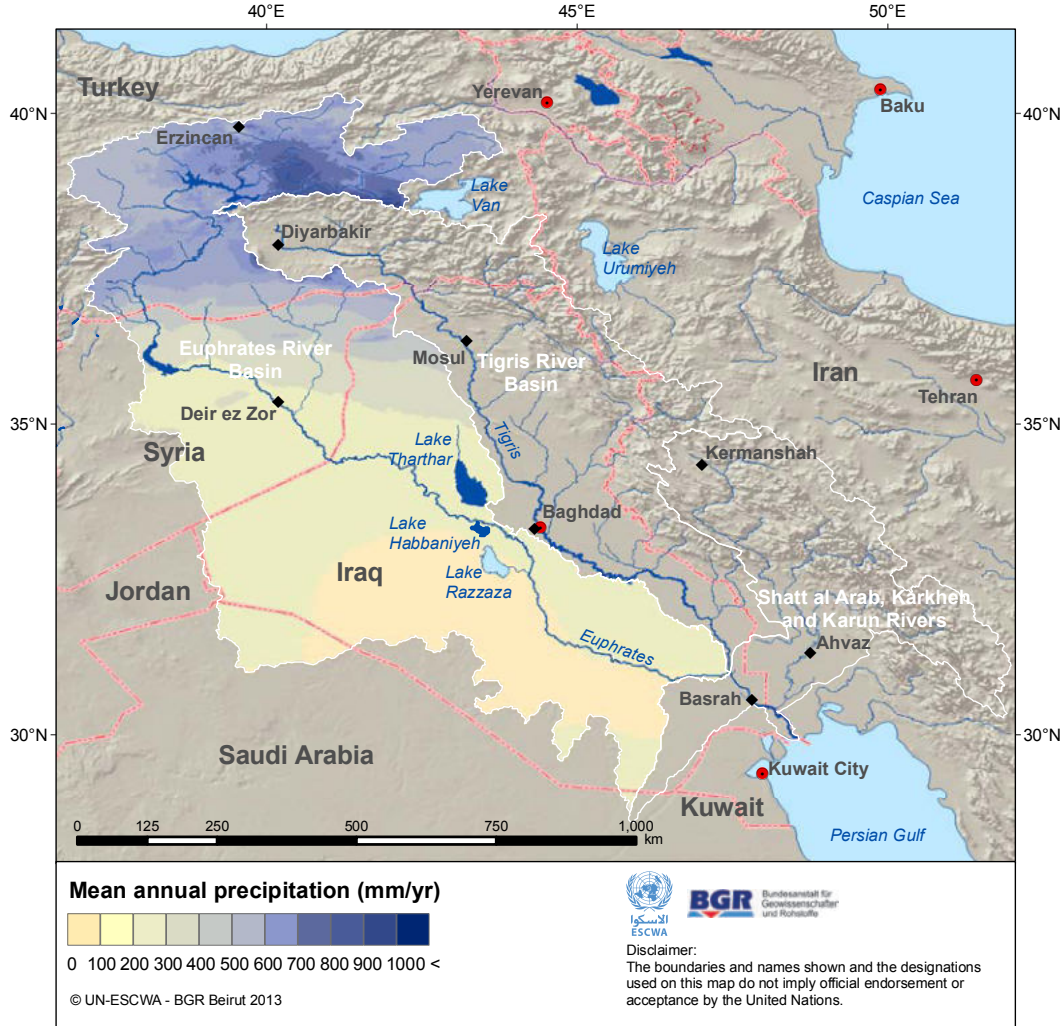 40°E
45°E
50°E
Turkey
Yerevan
Baku
40°N
40°N
Erzincan
Lake
Van
Caspian Sea
Diyarbakir
Lake
Urumiyeh
Euphrates River
Basin
Mosul
Tigris River
Basin
Iran
Tehran
Deir ez Zor
35°N
35°N
Syria
Lake
Tharthar
Tigris
Kermanshah
Baghdad
Lake
Habbaniyeh
Iraq
Lake
Razzaza
Jordan
Shatt al Arab, Karkheh
and Karun Rivers
Ahvaz
Euphrates
Basrah
30°N
30°N
Saudi Arabia
Kuwait City
Kuwait
Persian Gulf
0 125 250 500 750 1,000
km
Mean annual precipitation (mm/yr)
0 100 200 300 400 500 600 700 800 900 1000 <
© UN-ESCWA - BGR Beirut 2013
الاسكوا
ESCWA
BGR
Bundesanstalt für
Geowissenschaften
und Rohstoffe
Disclaimer:
The boundaries and names shown and the designations
used on this map do not imply official endorsement or
acceptance by the United Nations.